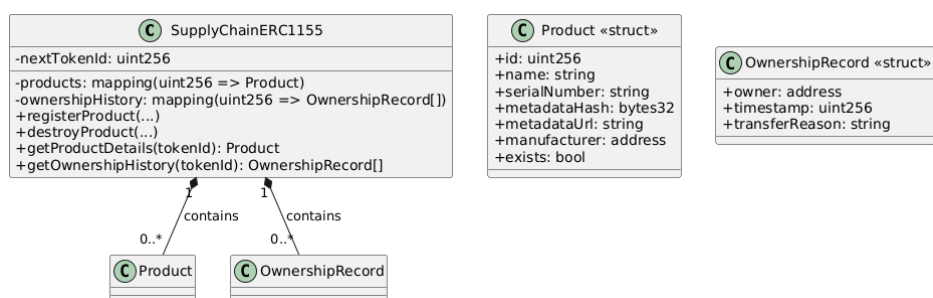 C SupplyChainERC1155
-nextTokenId: uint256
-products: mapping(uint256 => Product)
-ownershipHistory: mapping(uint256 => OwnershipRecord[])
+registerProduct(...)
+destroyProduct(...)
+getProductDetails(tokenId): Product
+getOwnershipHistory(tokenId): OwnershipRecord[]
C Product «struct»
+id: uint256
+name: string
+serialNumber: string
+metadataHash: bytes32
+metadataUrl: string
+manufacturer: address
+exists: bool
C OwnershipRecord «struct»
+owner: address
+timestamp: uint256
+transferReason: string
1 1
contains contains
0..* 0..*
C Product
C OwnershipRecord